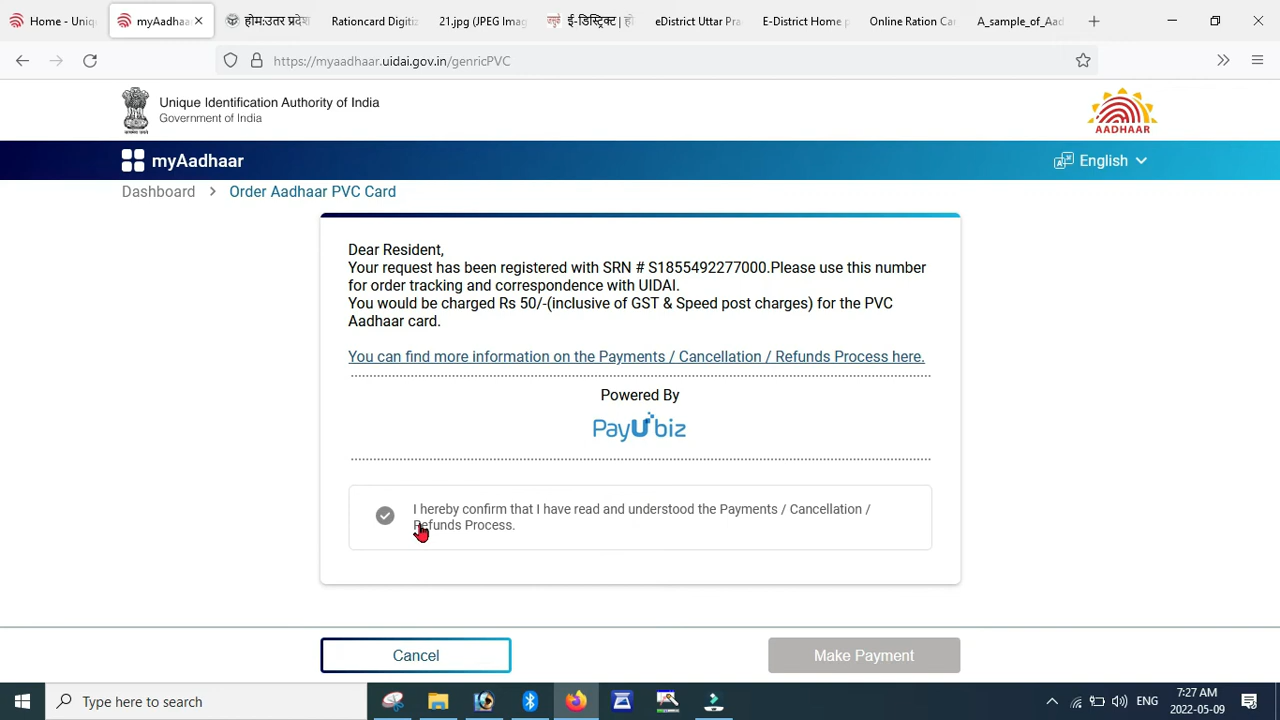 Home - Uniq
myAadhaa
होम:उतर प्रदेश
Rationcard Digitiz
21.jpg (JPEG Imag
ई-डिस्ट्रिक्ट | हो
eDistrict Uttar Pra
E-District Home p
Online Ration Car
A_sample_of_Aad
https://myaadhaar.uidai.gov.in/genricPVC
Unique Identification Authority of India
Government of India
AADHAAR
myAadhaar
English
Dashboard > Order Aadhaar PVC Card
Dear Resident,
Your request has been registered with SRN # S1855492277000.Please use this number
for order tracking and correspondence with UIDAI.
You would be charged Rs 50/-(inclusive of GST & Speed post charges) for the PVC
Aadhaar card.
You can find more information on the Payments / Cancellation / Refunds Process here.
Powered By
PayUbiz
I hereby confirm that I have read and understood the Payments / Cancellation /
Refunds Process.
Cancel
Make Payment
Type here to search
ENG
7:27 AM
2022-05-09